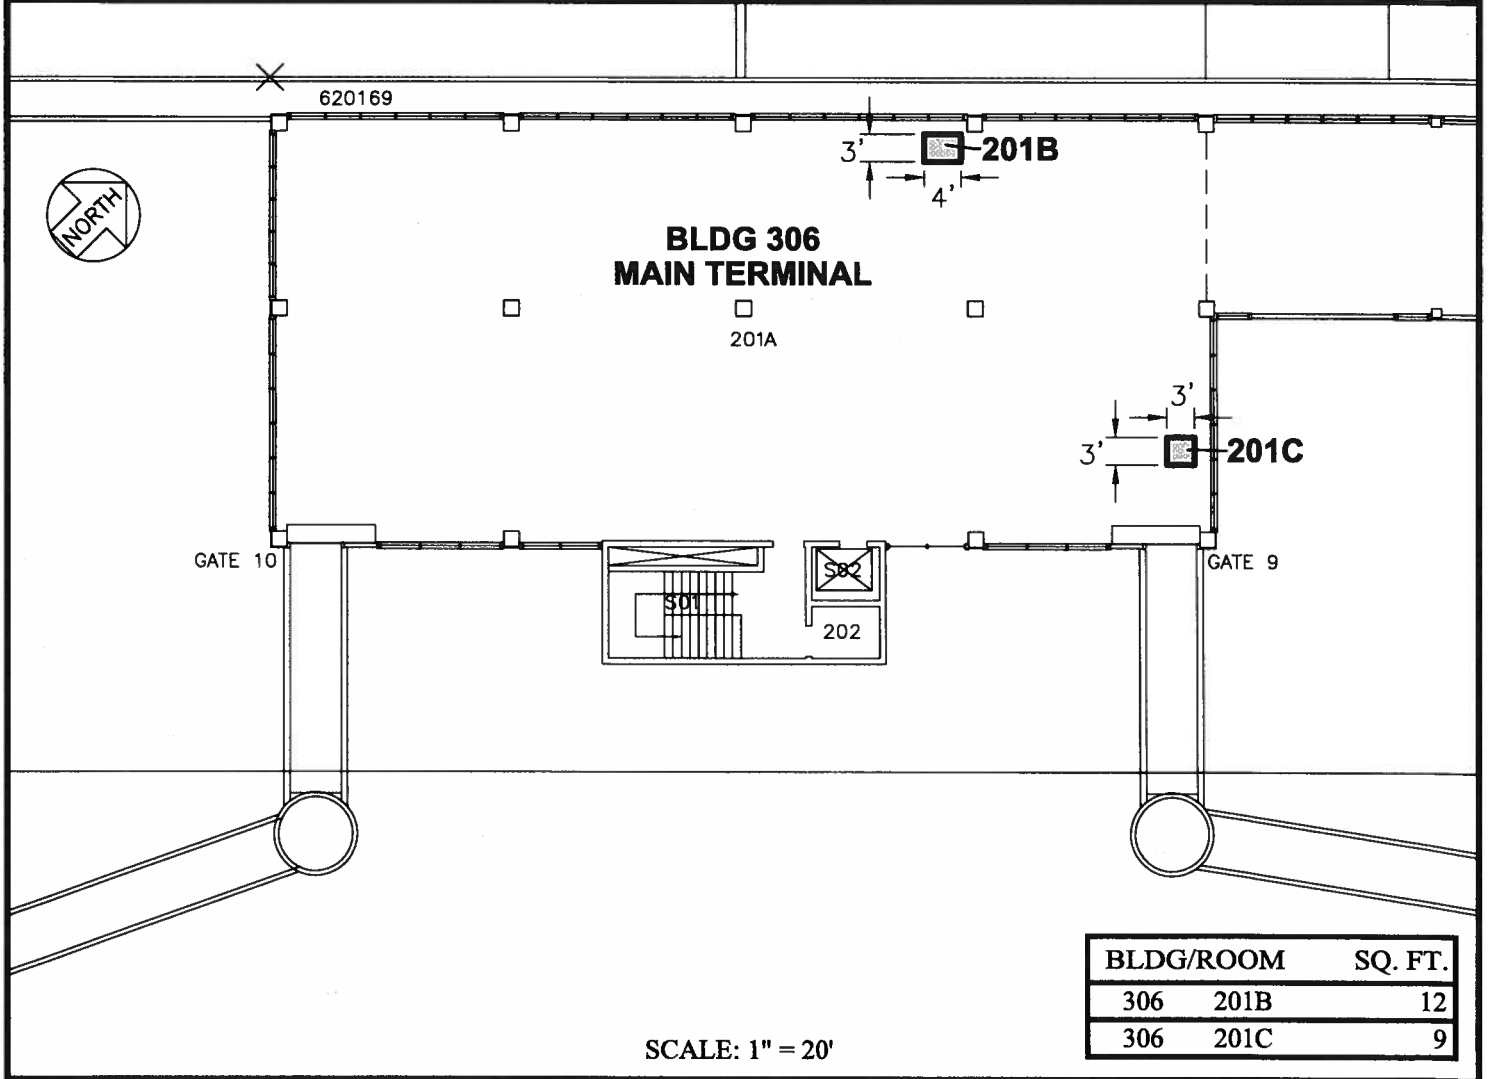 620169
3'
201B
4'
NORTH
BLDG 306
MAIN TERMINAL
201A
3'
3'
201C
GATE 10
GATE 9
S02
S01
202
BLDG/ROOM SQ. FT.
306 201B 12
306 201C 9
SCALE: 1" = 20'